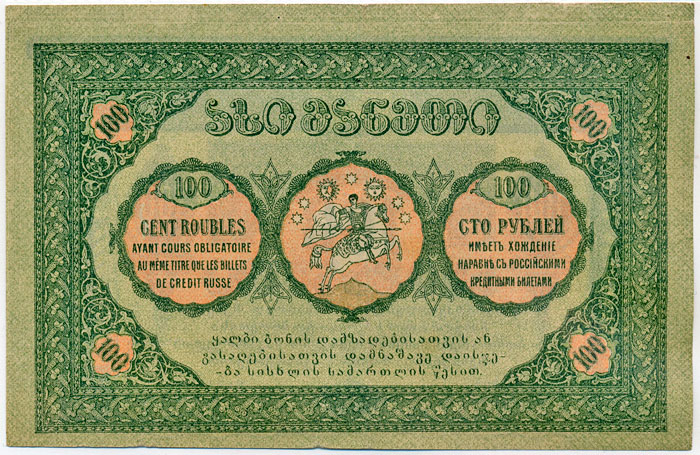 100
100
ასი მანეთი
100
CENT ROUBLES
AYANT COURS OBLIGATOIRE
AU MÊME TITRE QUE LES BILLETS
DE CREDIT RUSSE
100
СТО РУБЛЕЙ
ИМѢЕТЪ ХОЖДЕНІЕ
НАРАВНѢ СЪ РОССІЙСКИМИ
КРЕДИТНЫМИ БИЛЕТАМИ
ყალბი ბონის დამზადებისათვის ან
გასაღებისათვის დამნაშავე დაისჯე-
-ბა სისხლის სამართლის წესით.
100
100